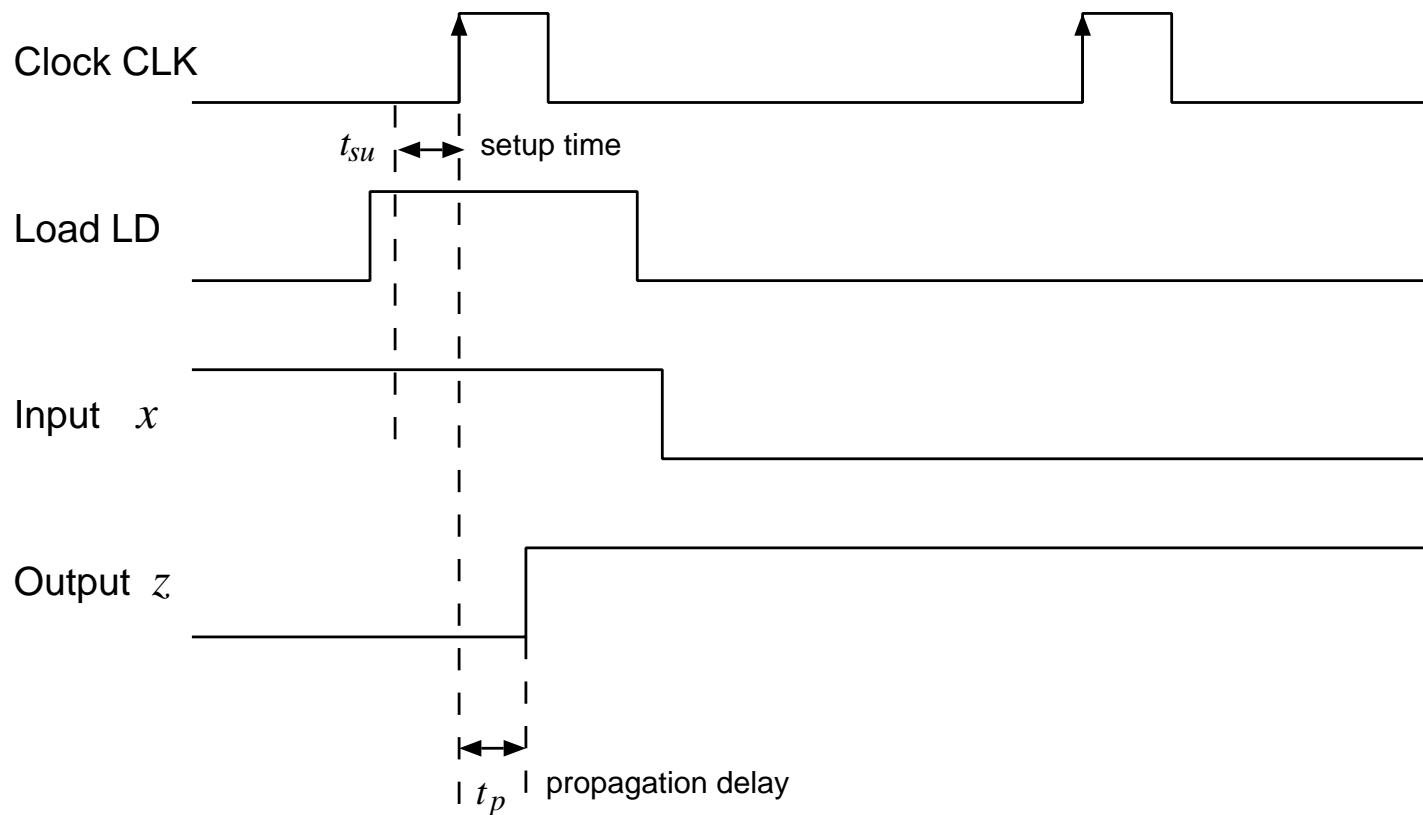 Clock CLK
t_su setup time
Load LD
Input x
Output z
t_p propagation delay